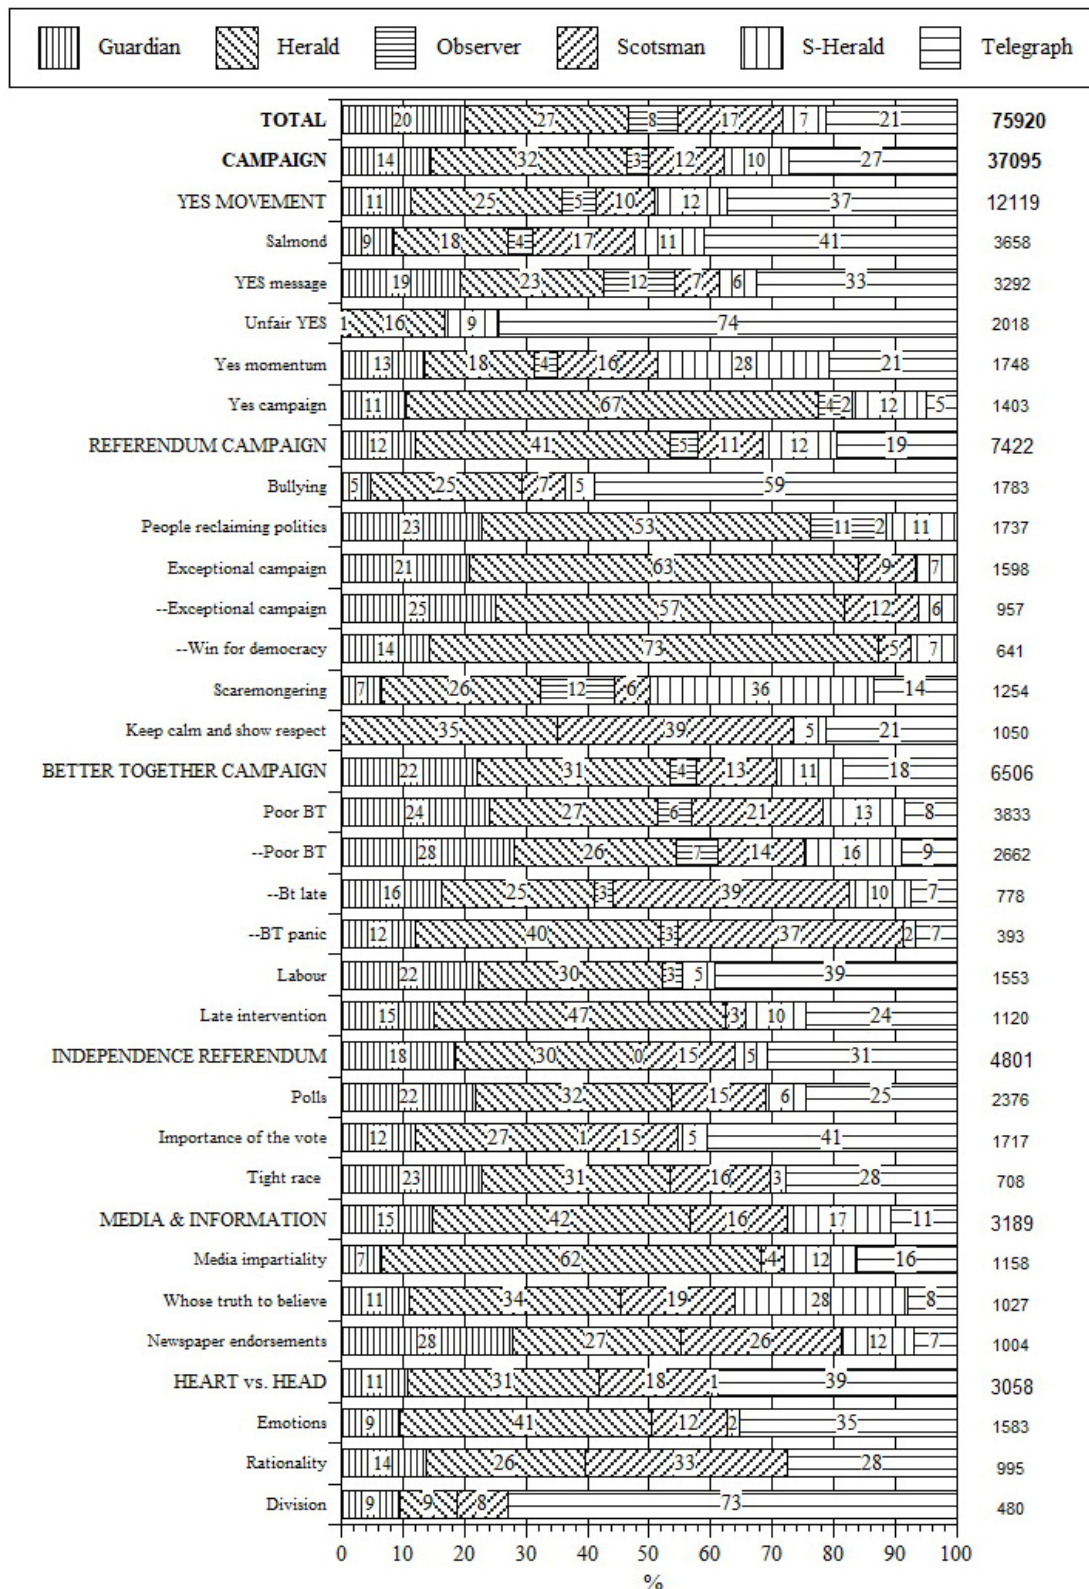 Guardian Herald Observer Scotsman S-Herald Telegraph
TOTAL 20 27 8 17 7 21 75920
CAMPAIGN 14 32 3 12 10 27 37095
YES MOVEMENT 11 25 5 10 12 37 12119
Salmond 9 18 4 17 11 41 3658
YES message 19 23 12 7 6 33 3292
Unfair YES 1 16 9 74 2018
Yes momentum 13 18 4 16 28 21 1748
Yes campaign 11 67 4 2 12 5 1403
REFERENDUM CAMPAIGN 12 41 5 11 12 19 7422
Bullying 5 25 7 5 59 1783
People reclaiming politics 23 53 11 2 11 1737
Exceptional campaign 21 63 9 7 1598
--Exceptional campaign 25 57 12 6 957
--Win for democracy 14 73 5 7 641
Scaremongering 7 26 12 6 36 14 1254
Keep calm and show respect 35 39 5 21 1050
BETTER TOGETHER CAMPAIGN 22 31 4 13 11 18 6506
Poor BT 24 27 6 21 13 8 3833
--Poor BT 28 26 7 14 16 9 2662
--Bt late 16 25 3 39 10 7 778
--BT panic 12 40 3 37 2 7 393
Labour 22 30 3 5 39 1553
Late intervention 15 47 3 10 24 1120
INDEPENDENCE REFERENDUM 18 30 0 15 5 31 4801
Polls 22 32 15 6 25 2376
Importance of the vote 12 27 1 15 5 41 1717
Tight race 23 31 16 3 28 708
MEDIA & INFORMATION 15 42 16 17 11 3189
Media impartiality 7 62 4 12 16 1158
Whose truth to believe 11 34 19 28 8 1027
Newspaper endorsements 28 27 26 12 7 1004
HEART vs. HEAD 11 31 18 1 39 3058
Emotions 9 41 12 2 35 1583
Rationality 14 26 33 28 995
Division 9 9 8 73 480
0 10 20 30 40 50 60 70 80 90 100
%